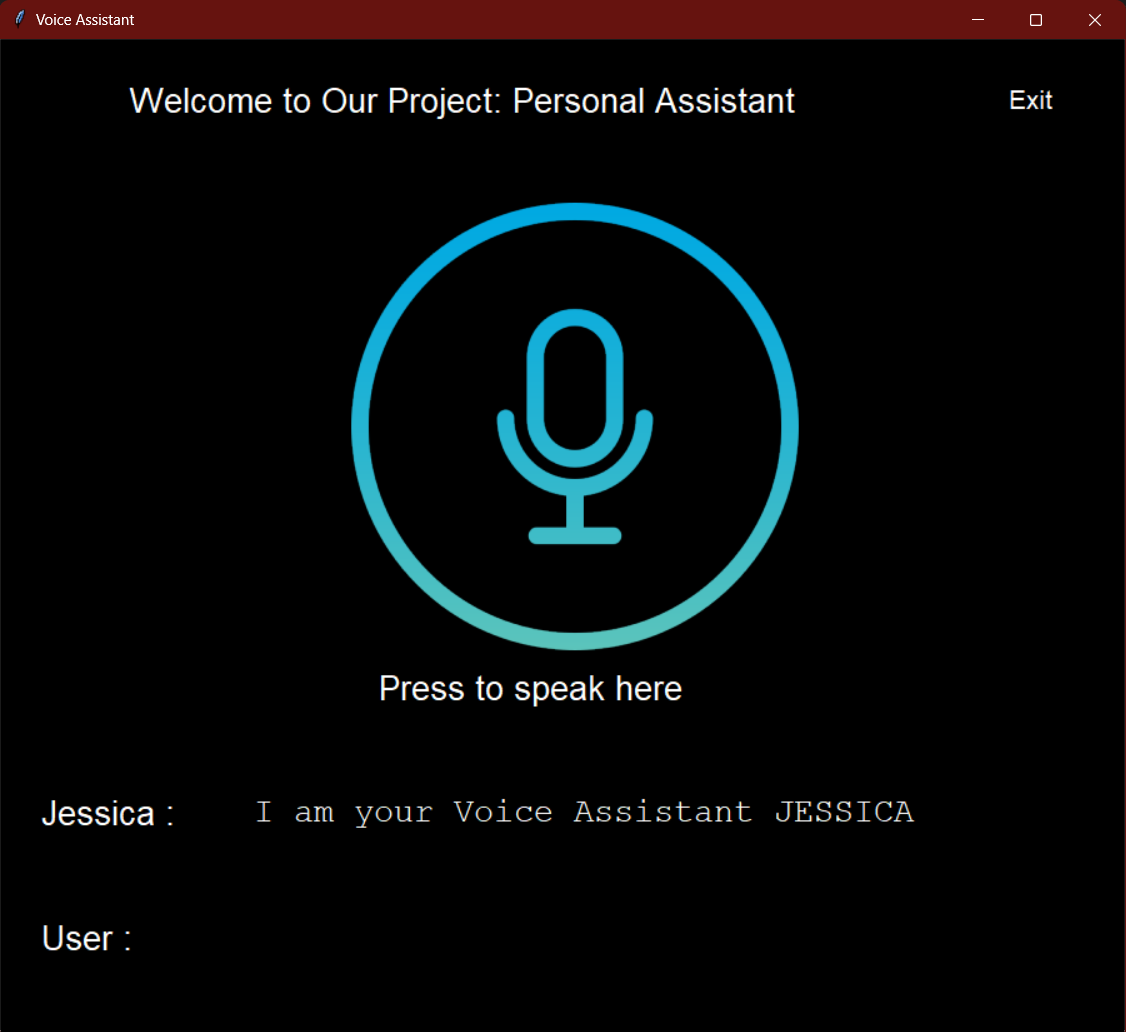 Voice Assistant
Welcome to Our Project: Personal Assistant
Exit
Press to speak here
Jessica : I am your Voice Assistant JESSICA
User :